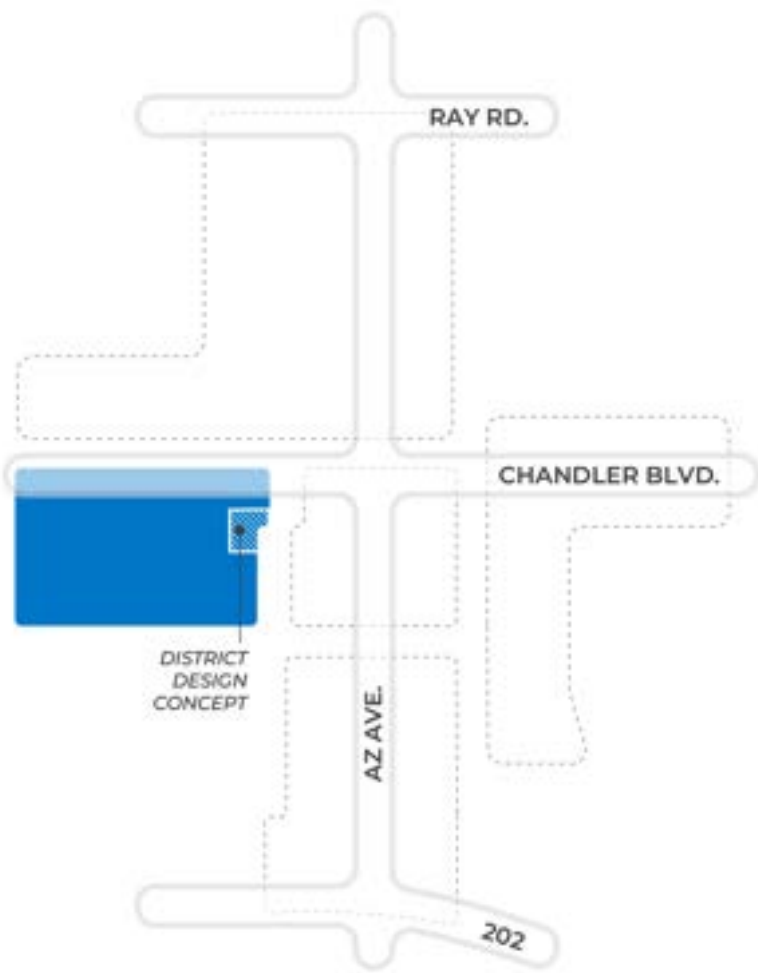 RAY RD.
CHANDLER BLVD.
DISTRICT
DESIGN
CONCEPT
AZ AVE.
202